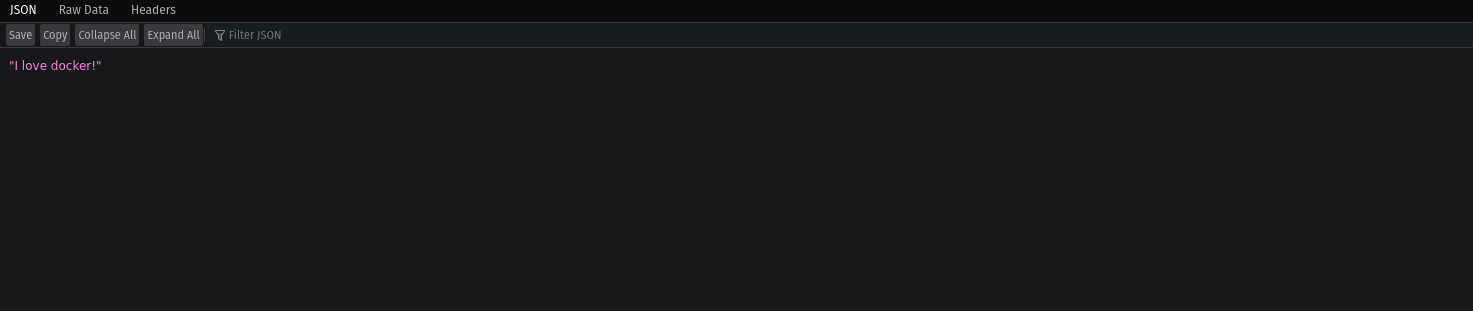 JSON Raw Data Headers
Save Copy Collapse All Expand All Filter JSON
"I love docker!"